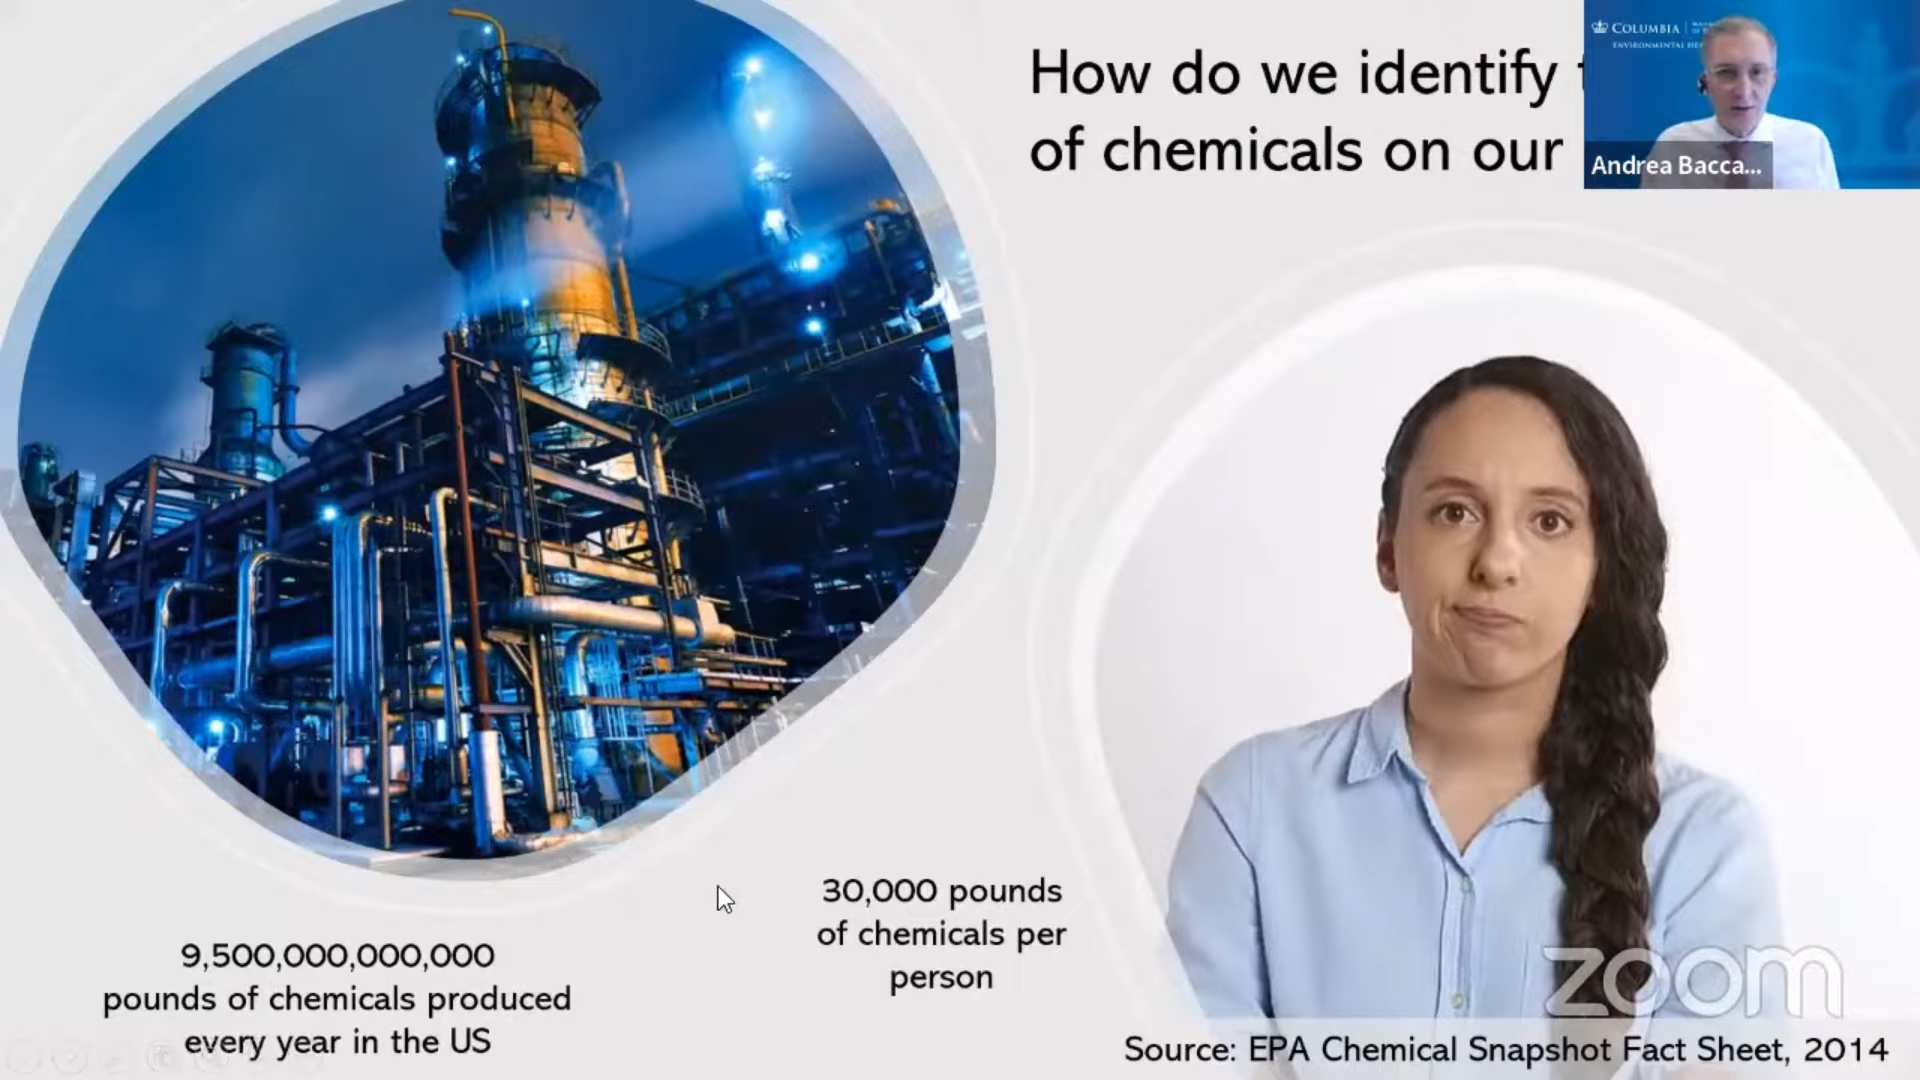 How do we identify
of chemicals on our
COLUMBIA
ENVIRONMENTAL
Andrea Bacca...
30,000 pounds
of chemicals per
person
9,500,000,000,000
pounds of chemicals produced
every year in the US
zoom
Source: EPA Chemical Snapshot Fact Sheet, 2014